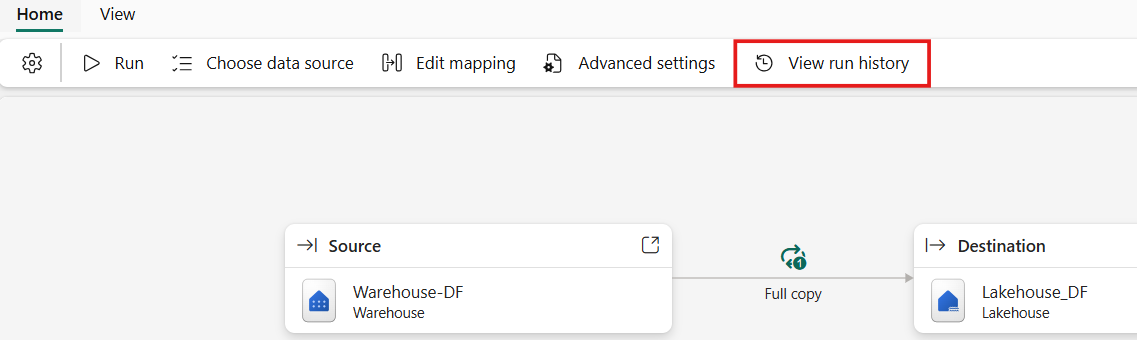 Home View
Run Choose data source Edit mapping Advanced settings View run history
Source
Warehouse-DF
Warehouse
1
Full copy
Destination
Lakehouse_DF
Lakehouse